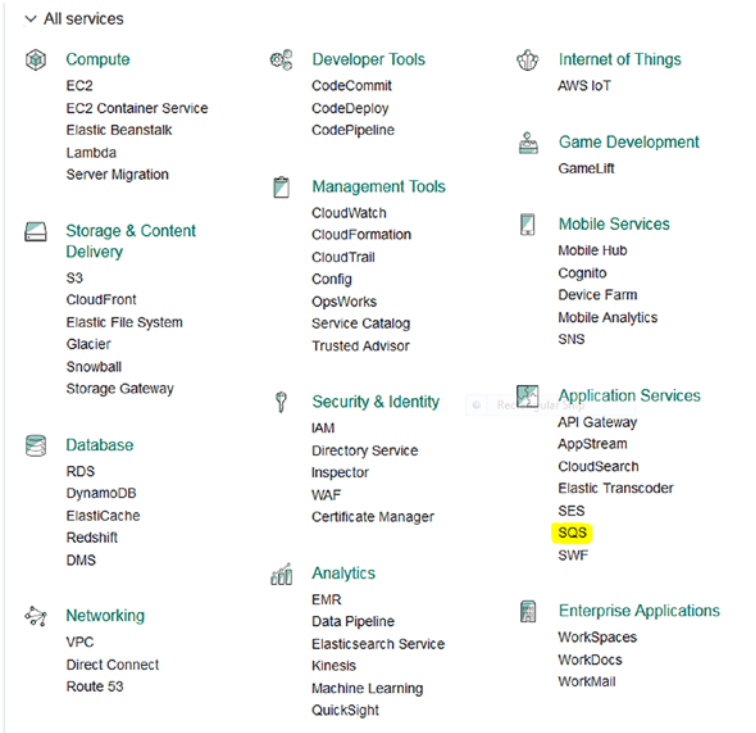 All services
Compute
EC2
EC2 Container Service
Elastic Beanstalk
Lambda
Server Migration
Storage & Content
Delivery
S3
CloudFront
Elastic File System
Glacier
Snowball
Storage Gateway
Database
RDS
DynamoDB
ElastiCache
Redshift
DMS
Networking
VPC
Direct Connect
Route 53
Developer Tools
CodeCommit
CodeDeploy
CodePipeline
Management Tools
CloudWatch
CloudFormation
CloudTrail
Config
OpsWorks
Service Catalog
Trusted Advisor
Security & Identity
IAM
Directory Service
Inspector
WAF
Certificate Manager
Analytics
EMR
Data Pipeline
Elasticsearch Service
Kinesis
Machine Learning
QuickSight
Internet of Things
AWS IoT
Game Development
GameLift
Mobile Services
Mobile Hub
Cognito
Device Farm
Mobile Analytics
SNS
Rectangular Snip
Application Services
API Gateway
AppStream
CloudSearch
Elastic Transcoder
SES
SQS
SWF
Enterprise Applications
WorkSpaces
WorkDocs
WorkMail